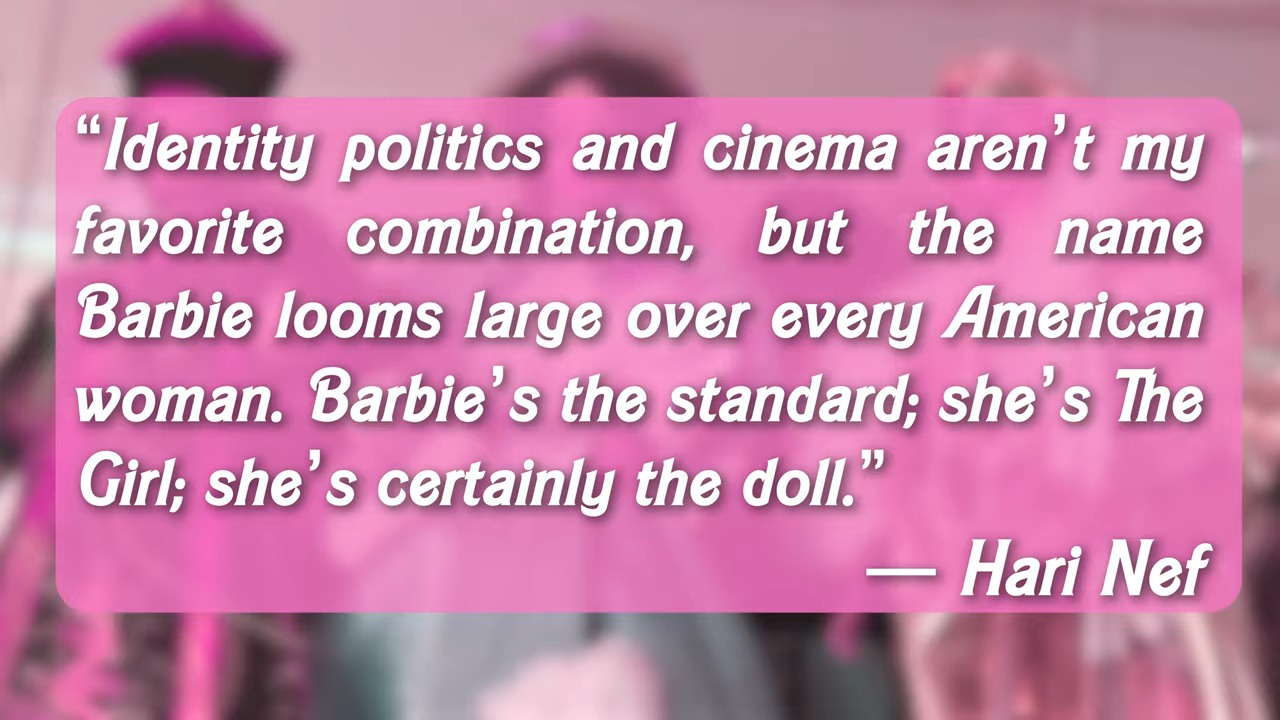 “Identity politics and cinema aren’t my
favorite combination, but the name
Barbie looms large over every American
woman. Barbie’s the standard; she’s The
Girl; she’s certainly the doll.”
— Hari Nef